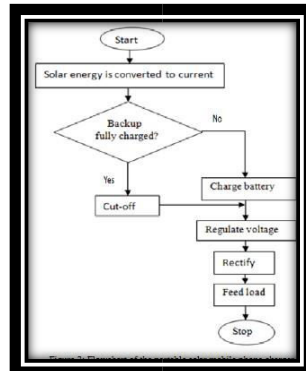 Start
Solar energy is converted to current
Backup
fully charged?
No
Yes
Charge battery
Cut-off
Regulate voltage
Rectify
Feed load
Stop